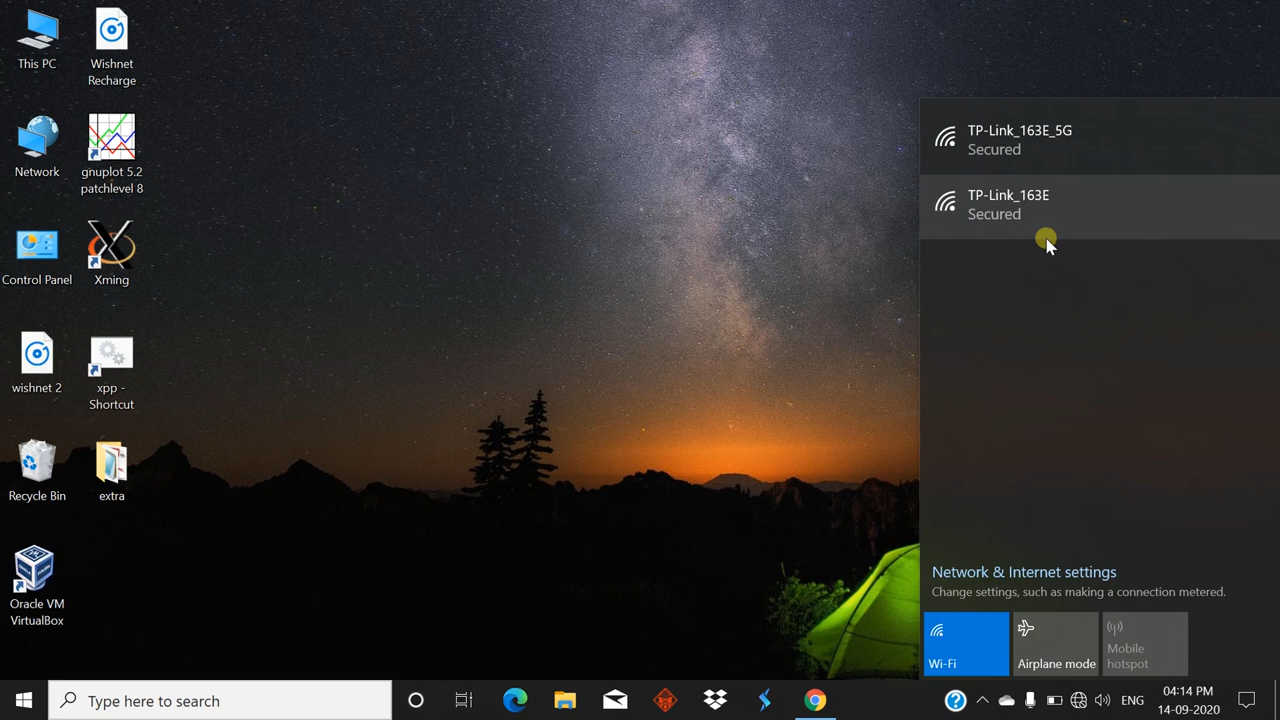 This PC
Wishnet
Recharge
Network
gnuplot 5.2
patchlevel 8
Control Panel
Xming
wishnet 2
xpp -
Shortcut
Recycle Bin
extra
Oracle VM
VirtualBox
TP-Link_163E_5G
Secured
TP-Link_163E
Secured
Network & Internet settings
Change settings, such as making a connection metered.
Wi-Fi
Airplane mode
Mobile
hotspot
Type here to search
ENG
04:14 PM
14-09-2020